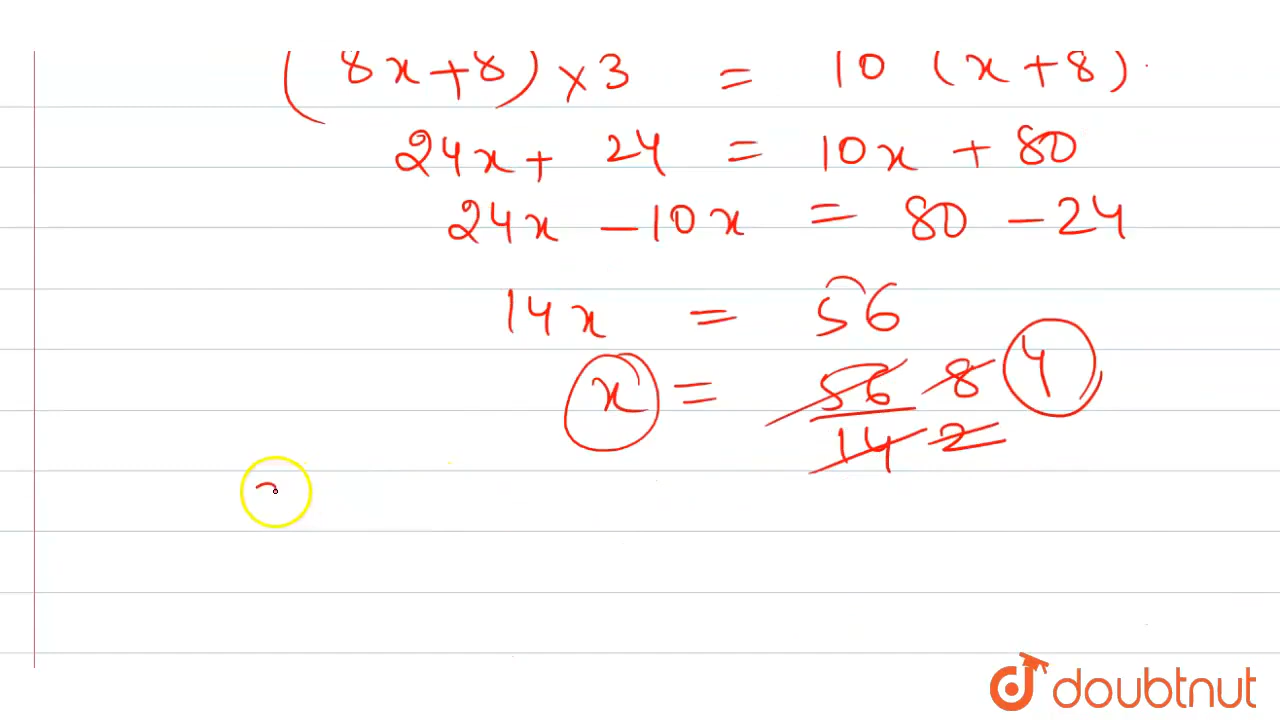 (8x+8) × 3 = 10 (x+8)
24x + 24 = 10x + 80
24x - 10x = 80 - 24
14x = 56
x = 56/14 8/2 4
doubtnut